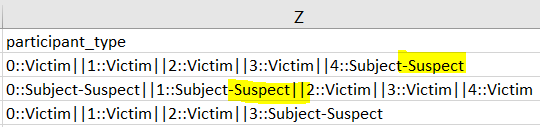 Z
participant_type
0::Victim||1::Victim||2::Victim||3::Victim||4::Subject-Suspect
0::Subject-Suspect||1::Subject-Suspect||2::Victim||3::Victim||4::Victim
0::Victim||1::Victim||2::Victim||3::Subject-Suspect